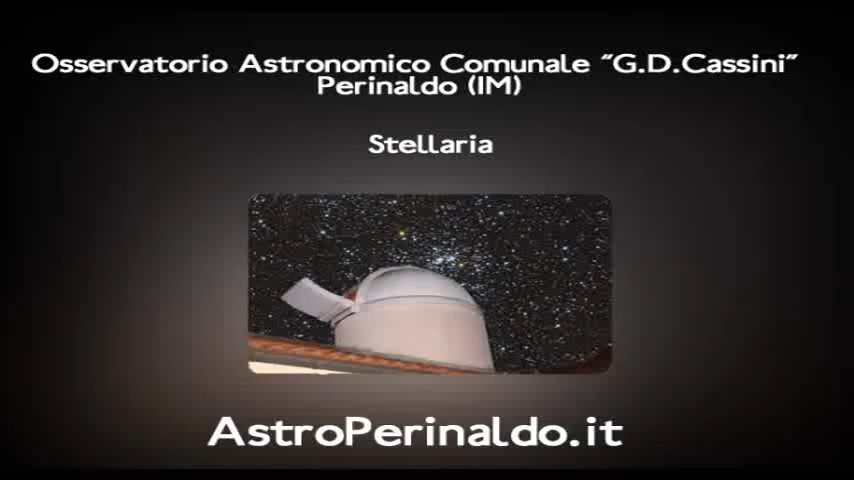 Osservatorio Astronomico Comunale "G.D.Cassini"
Perinaldo (IM)
Stellaria
AstroPerinaldo.it